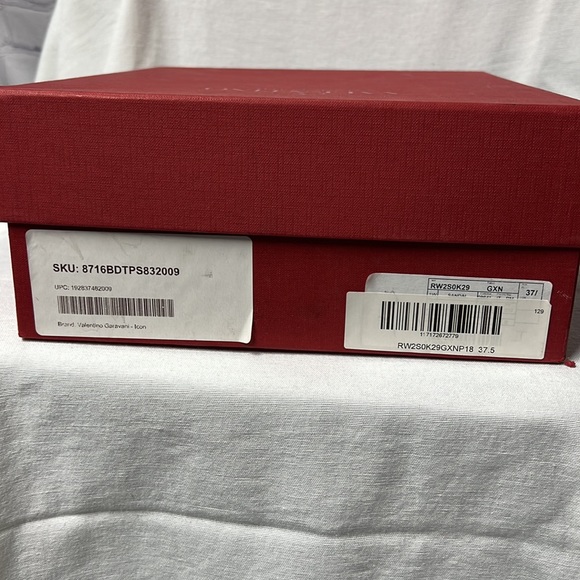 SKU: 8716BDTPS832009
UPC: 192837482009
Brand: Valentino Garavani - Icon
RW2S0K29 GXN 37/
129
RW2S0K29GXNP18 37.5